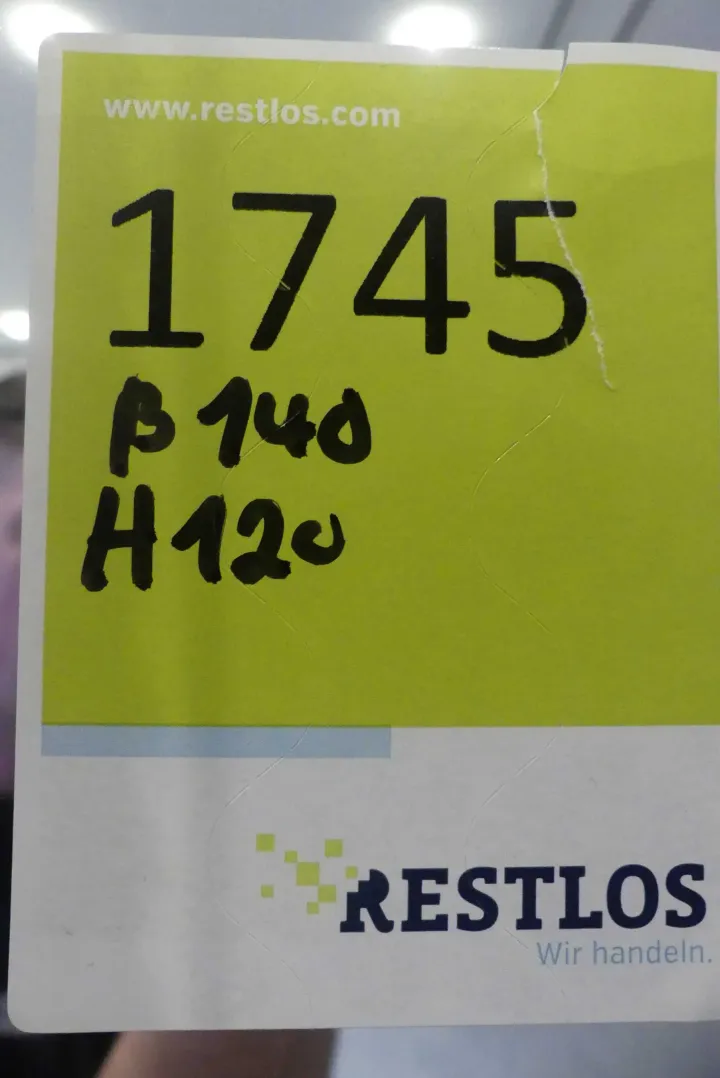 www.restlos.com
1745
B 140
H 120
RESTLOS
Wir handeln.